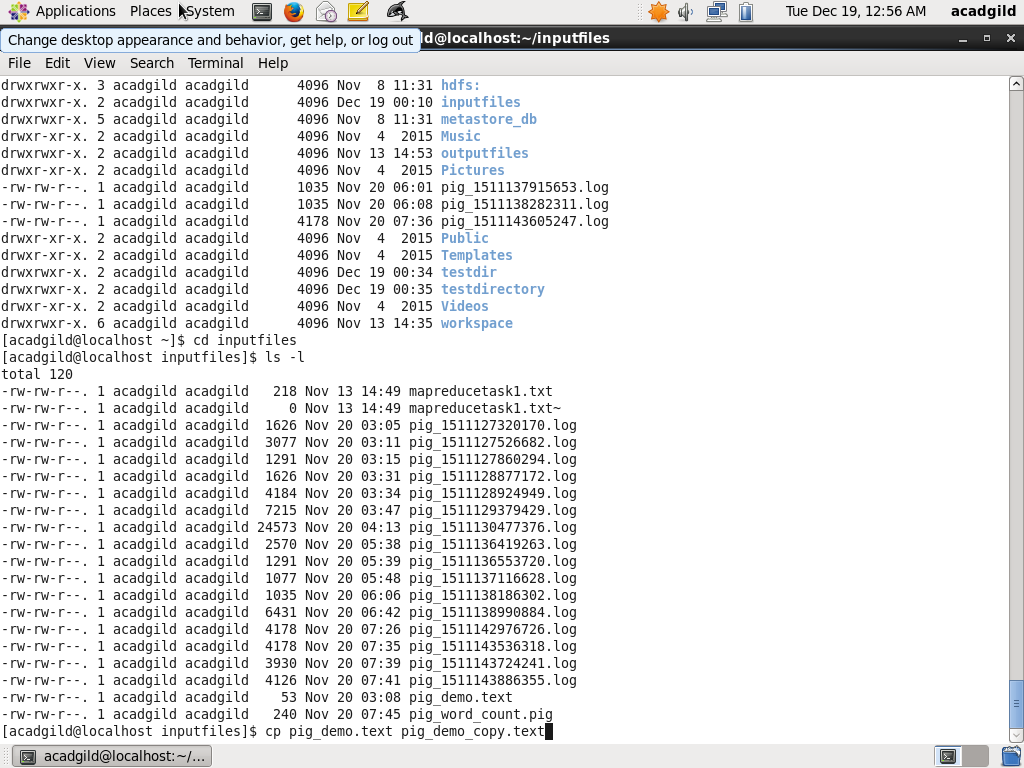 Applications Places System Tue Dec 19, 12:56 AM acadgild
Change desktop appearance and behavior, get help, or log out ld@localhost:~/inputfiles
File Edit View Search Terminal Help
drwxrwxr-x. 3 acadgild acadgild      4096 Nov  8 11:31 hdfs:
drwxrwxr-x. 2 acadgild acadgild      4096 Dec 19 00:10 inputfiles
drwxrwxr-x. 5 acadgild acadgild      4096 Nov  8 11:31 metastore_db
drwxr-xr-x. 2 acadgild acadgild      4096 Nov  4  2015 Music
drwxrwxr-x. 2 acadgild acadgild      4096 Nov 13 14:53 outputfiles
drwxr-xr-x. 2 acadgild acadgild      4096 Nov  4  2015 Pictures
-rw-rw-r--. 1 acadgild acadgild      1035 Nov 20 06:01 pig_1511137915653.log
-rw-rw-r--. 1 acadgild acadgild      1035 Nov 20 06:08 pig_1511138282311.log
-rw-rw-r--. 1 acadgild acadgild      4178 Nov 20 07:36 pig_1511143605247.log
drwxr-xr-x. 2 acadgild acadgild      4096 Nov  4  2015 Public
drwxr-xr-x. 2 acadgild acadgild      4096 Nov  4  2015 Templates
drwxrwxr-x. 2 acadgild acadgild      4096 Dec 19 00:34 testdir
drwxrwxr-x. 2 acadgild acadgild      4096 Dec 19 00:35 testdirectory
drwxr-xr-x. 2 acadgild acadgild      4096 Nov  4  2015 Videos
drwxrwxr-x. 6 acadgild acadgild      4096 Nov 13 14:35 workspace
[acadgild@localhost ~]$ cd inputfiles
[acadgild@localhost inputfiles]$ ls -l
total 120
-rw-rw-r--. 1 acadgild acadgild   218 Nov 13 14:49 mapreducetask1.txt
-rw-rw-r--. 1 acadgild acadgild     0 Nov 13 14:49 mapreducetask1.txt~
-rw-rw-r--. 1 acadgild acadgild  1626 Nov 20 03:05 pig_1511127320170.log
-rw-rw-r--. 1 acadgild acadgild  3077 Nov 20 03:11 pig_1511127526682.log
-rw-rw-r--. 1 acadgild acadgild  1291 Nov 20 03:15 pig_1511127860294.log
-rw-rw-r--. 1 acadgild acadgild  1626 Nov 20 03:31 pig_1511128877172.log
-rw-rw-r--. 1 acadgild acadgild  4184 Nov 20 03:34 pig_1511128924949.log
-rw-rw-r--. 1 acadgild acadgild  7215 Nov 20 03:47 pig_1511129379429.log
-rw-rw-r--. 1 acadgild acadgild 24573 Nov 20 04:13 pig_1511130477376.log
-rw-rw-r--. 1 acadgild acadgild  2570 Nov 20 05:38 pig_1511136419263.log
-rw-rw-r--. 1 acadgild acadgild  1291 Nov 20 05:39 pig_1511136553720.log
-rw-rw-r--. 1 acadgild acadgild  1077 Nov 20 05:48 pig_1511137116628.log
-rw-rw-r--. 1 acadgild acadgild  1035 Nov 20 06:06 pig_1511138186302.log
-rw-rw-r--. 1 acadgild acadgild  6431 Nov 20 06:42 pig_1511138990884.log
-rw-rw-r--. 1 acadgild acadgild  4178 Nov 20 07:26 pig_1511142976726.log
-rw-rw-r--. 1 acadgild acadgild  4178 Nov 20 07:35 pig_1511143536318.log
-rw-rw-r--. 1 acadgild acadgild  3930 Nov 20 07:39 pig_1511143724241.log
-rw-rw-r--. 1 acadgild acadgild  4126 Nov 20 07:41 pig_1511143886355.log
-rw-rw-r--. 1 acadgild acadgild    53 Nov 20 03:08 pig_demo.text
-rw-rw-r--. 1 acadgild acadgild   240 Nov 20 07:45 pig_word_count.pig
[acadgild@localhost inputfiles]$ cp pig_demo.text pig_demo_copy.text
acadgild@localhost:~/...